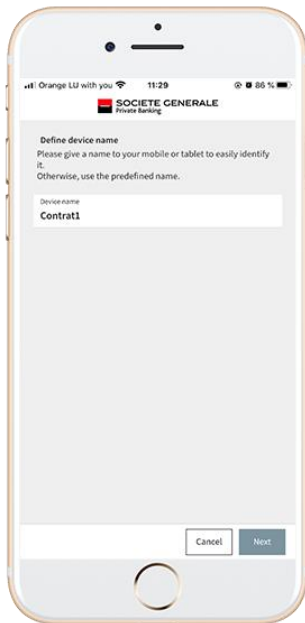 Orange LU with you 11:29 86 %
SOCIETE GENERALE
Private Banking
Define device name
Please give a name to your mobile or tablet to easily identify
it.
Otherwise, use the predefined name.
Device name
Contrat1
Cancel Next